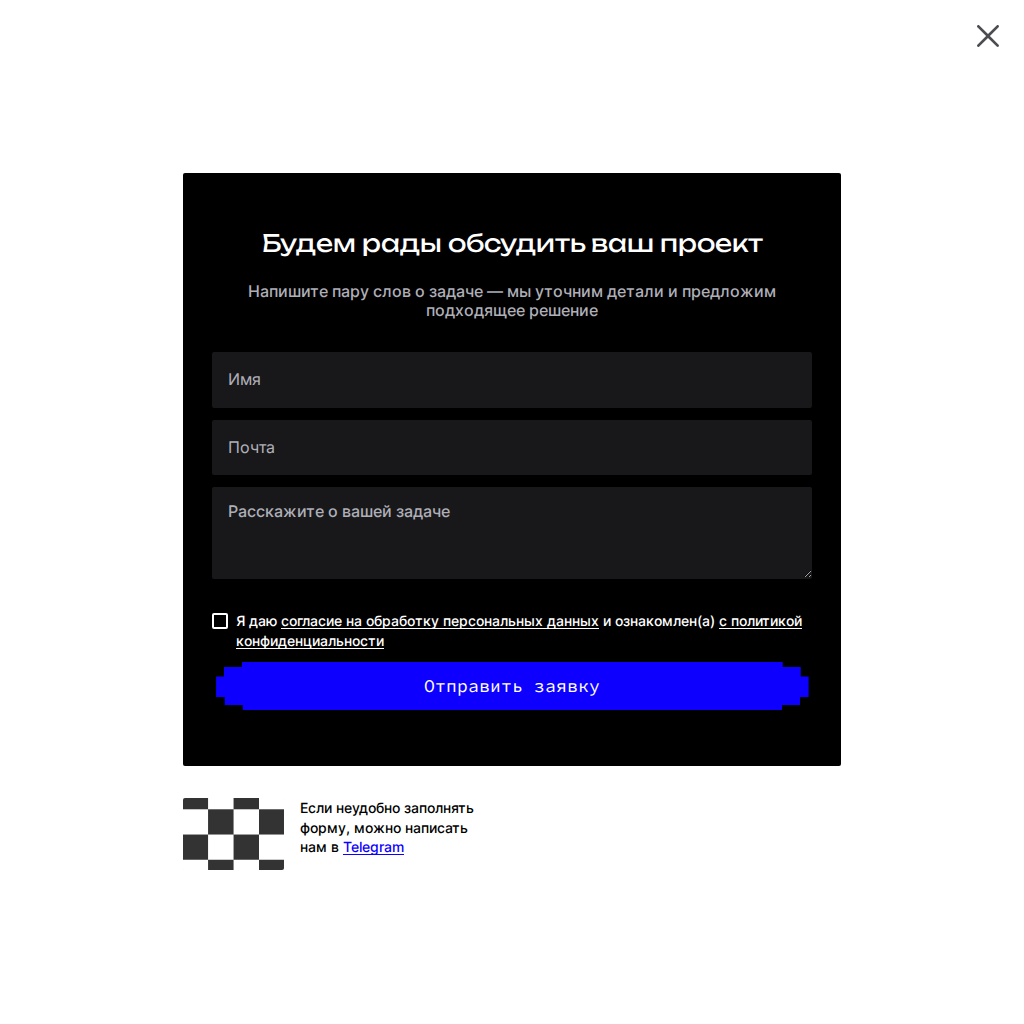 Будем рады обсудить ваш проект
Напишите пару слов о задаче — мы уточним детали и предложим
подходящее решение
Имя
Почта
Расскажите о вашей задаче
Я даю согласие на обработку персональных данных и ознакомлен(а) с политикой
конфиденциальности
Отправить заявку
Если неудобно заполнять
форму, можно написать
нам в Telegram